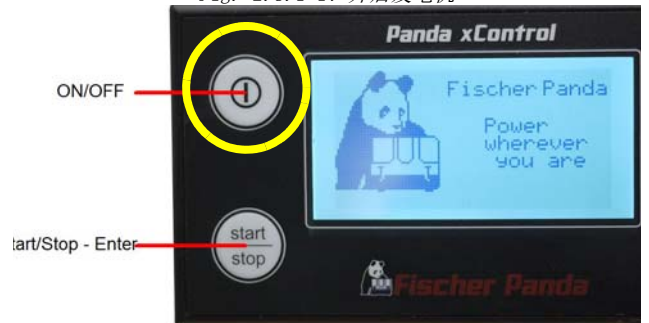 Panda xControl
ON/OFF
Fischer Panda
Power
wherever
you are
tart/Stop - Enter
start
stop
Fischer Panda